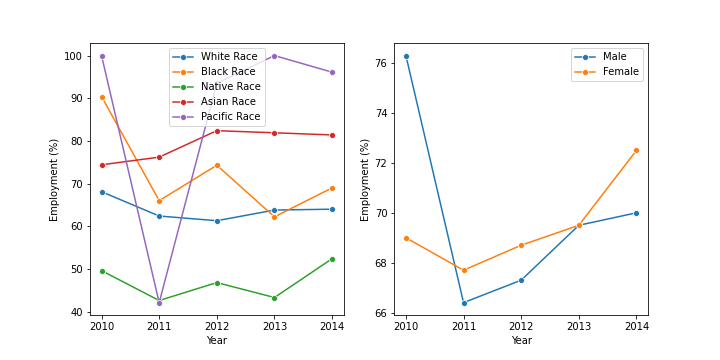 White Race
Black Race
Native Race
Asian Race
Pacific Race
Employment (%)
100
90
80
70
60
50
40
2010
2011
2012
2013
2014
Year
Male
Female
Employment (%)
76
74
72
70
68
66
2010
2011
2012
2013
2014
Year